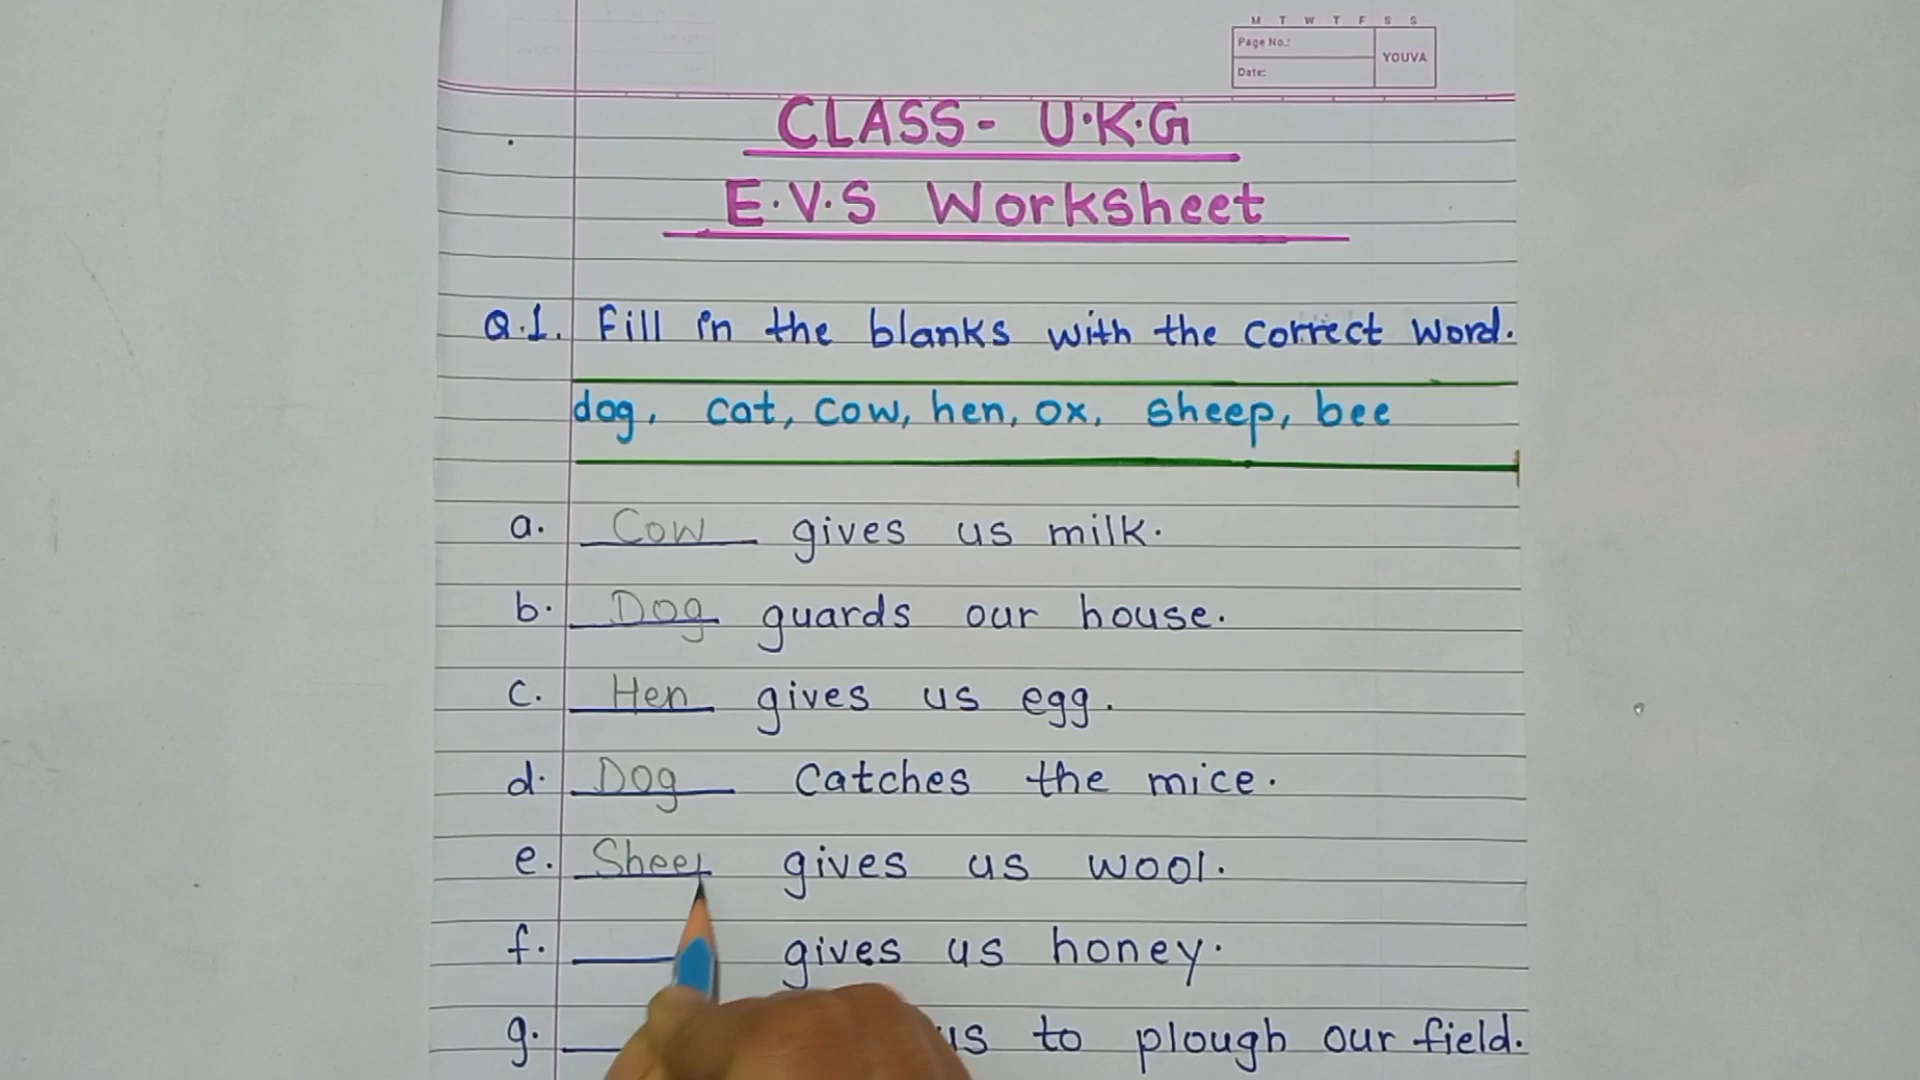 M T W T F S S
Page No.:
YOUVA
Date:
CLASS- U.K.G
E.V.S Worksheet
Q.1. Fill in the blanks with the correct word.
dog, cat, cow, hen, ox, sheep, bee
a. Cow gives us milk.
b. Dog guards our house.
c. Hen gives us egg.
d. Dog catches the mice.
e. Sheep gives us wool.
f. gives us honey.
g. us to plough our field.